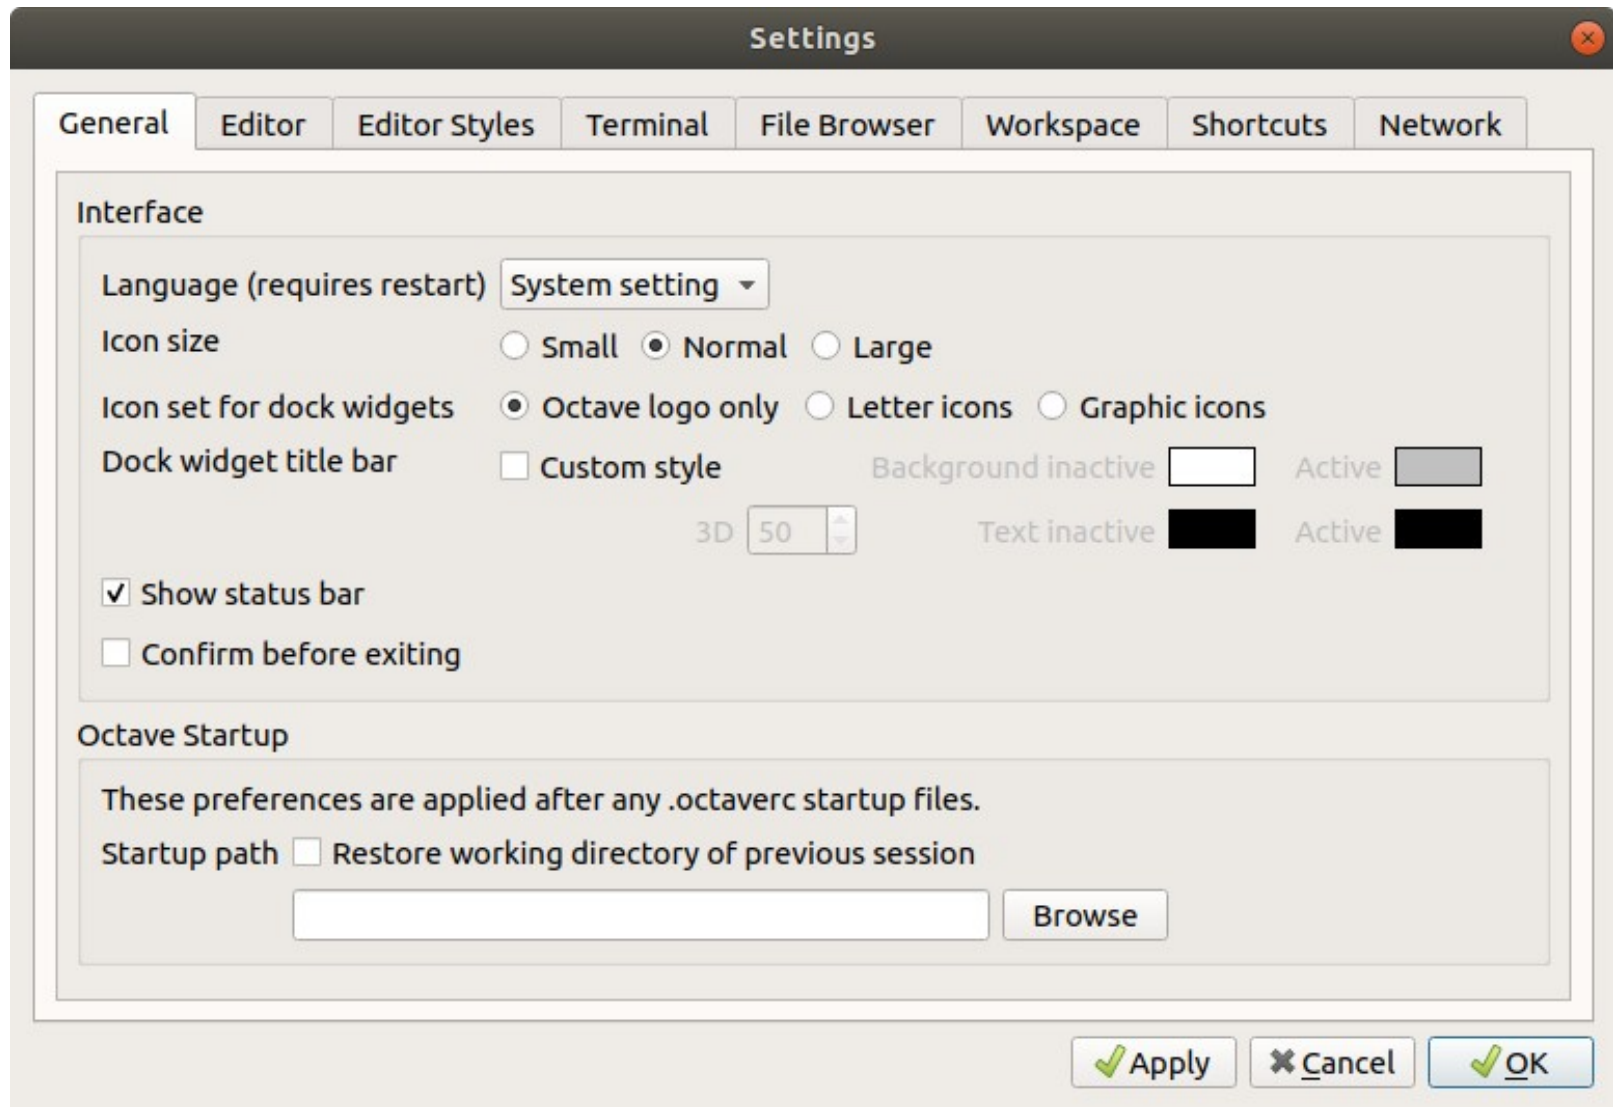 Settings
General Editor Editor Styles Terminal File Browser Workspace Shortcuts Network
Interface
Language (requires restart) System setting
Icon size Small Normal Large
Icon set for dock widgets Octave logo only Letter icons Graphic icons
Dock widget title bar Custom style Background inactive Active
3D 50 Text inactive Active
Show status bar
Confirm before exiting
Octave Startup
These preferences are applied after any .octaverc startup files.
Startup path Restore working directory of previous session
Browse
Apply Cancel OK